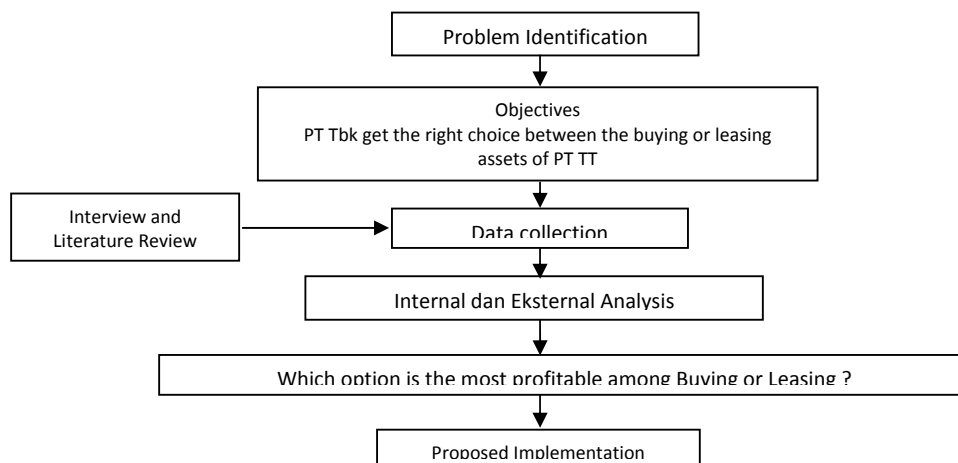 Problem Identification
Objectives
PT Tbk get the right choice between the buying or leasing
assets of PT TT
Interview and
Literature Review
Data collection
Internal dan Eksternal Analysis
Which option is the most profitable among Buying or Leasing ?
Proposed Implementation